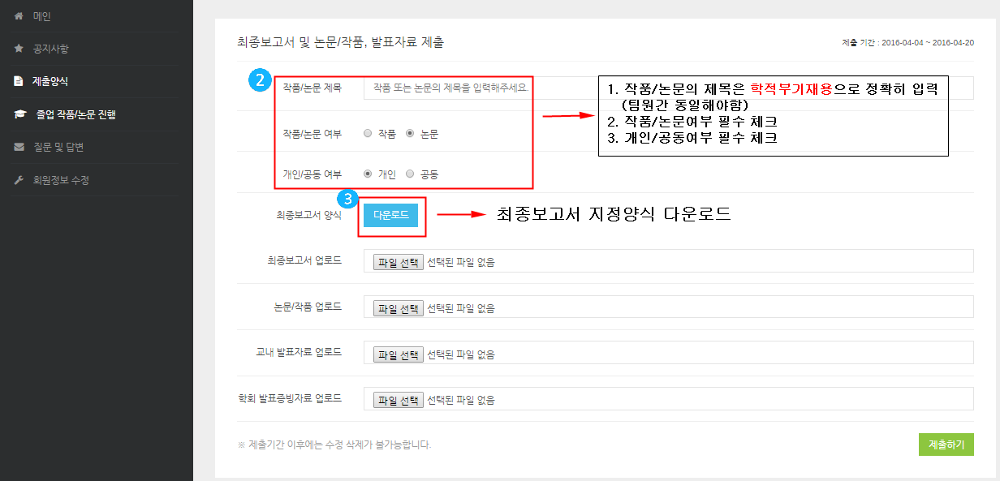 메인
공지사항
제출양식
졸업 작품/논문 진행
질문 및 답변
회원정보 수정
최종보고서 및 논문/작품, 발표자료 제출
제출 기간 : 2016-04-04 ~ 2016-04-20
2
작품/논문 제목
작품 또는 논문의 제목을 입력해주세요.
1. 작품/논문의 제목은 학적부기재용으로 정확히 입력
(팀원간 동일해야함)
2. 작품/논문여부 필수 체크
3. 개인/공동여부 필수 체크
작품/논문 여부
작품 논문
개인/공동 여부
개인 공동
3
최종보고서 양식
다운로드
최종보고서 지정양식 다운로드
최종보고서 업로드
파일 선택 선택된 파일 없음
논문/작품 업로드
파일 선택 선택된 파일 없음
교내 발표자료 업로드
파일 선택 선택된 파일 없음
학회 발표증빙자료 업로드
파일 선택 선택된 파일 없음
※ 제출기간 이후에는 수정 삭제가 불가능합니다.
제출하기